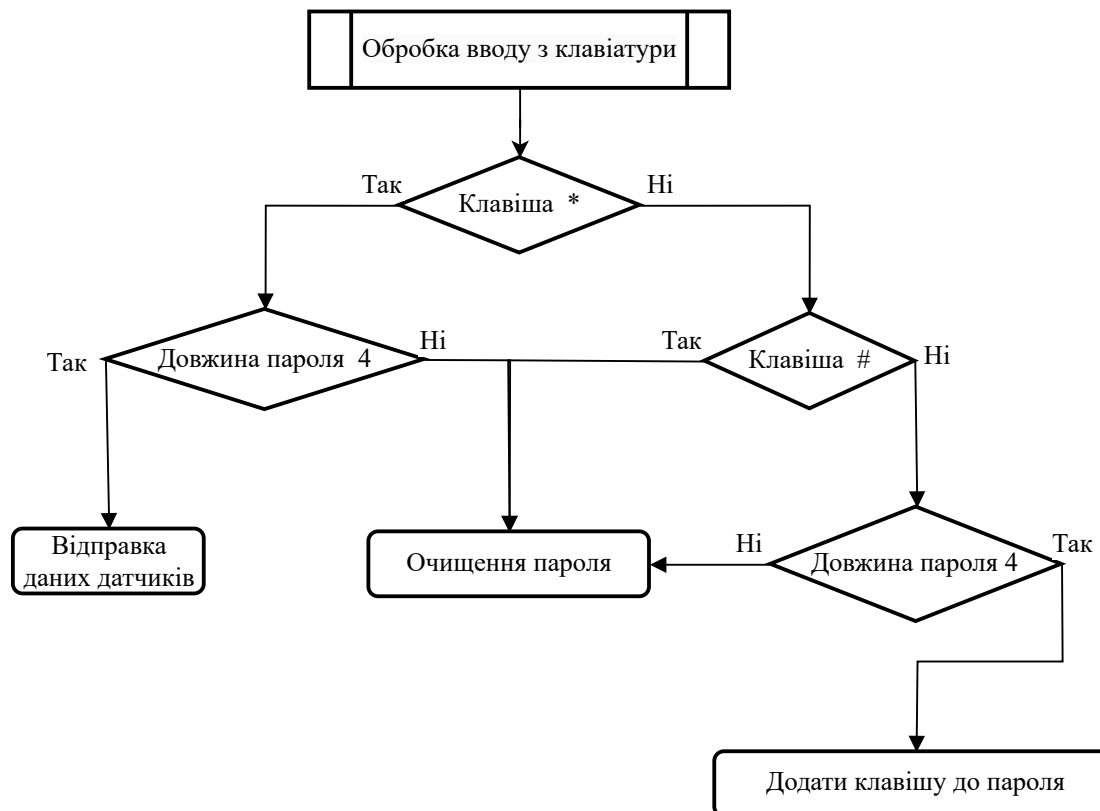 Обробка вводу з клавіатури
Так
Ні
Клавіша *
Так
Довжина пароля 4
Ні
Так
Клавіша #
Ні
Відправка
даних датчиків
Очищення пароля
Ні
Довжина пароля 4
Так
Додати клавішу до пароля